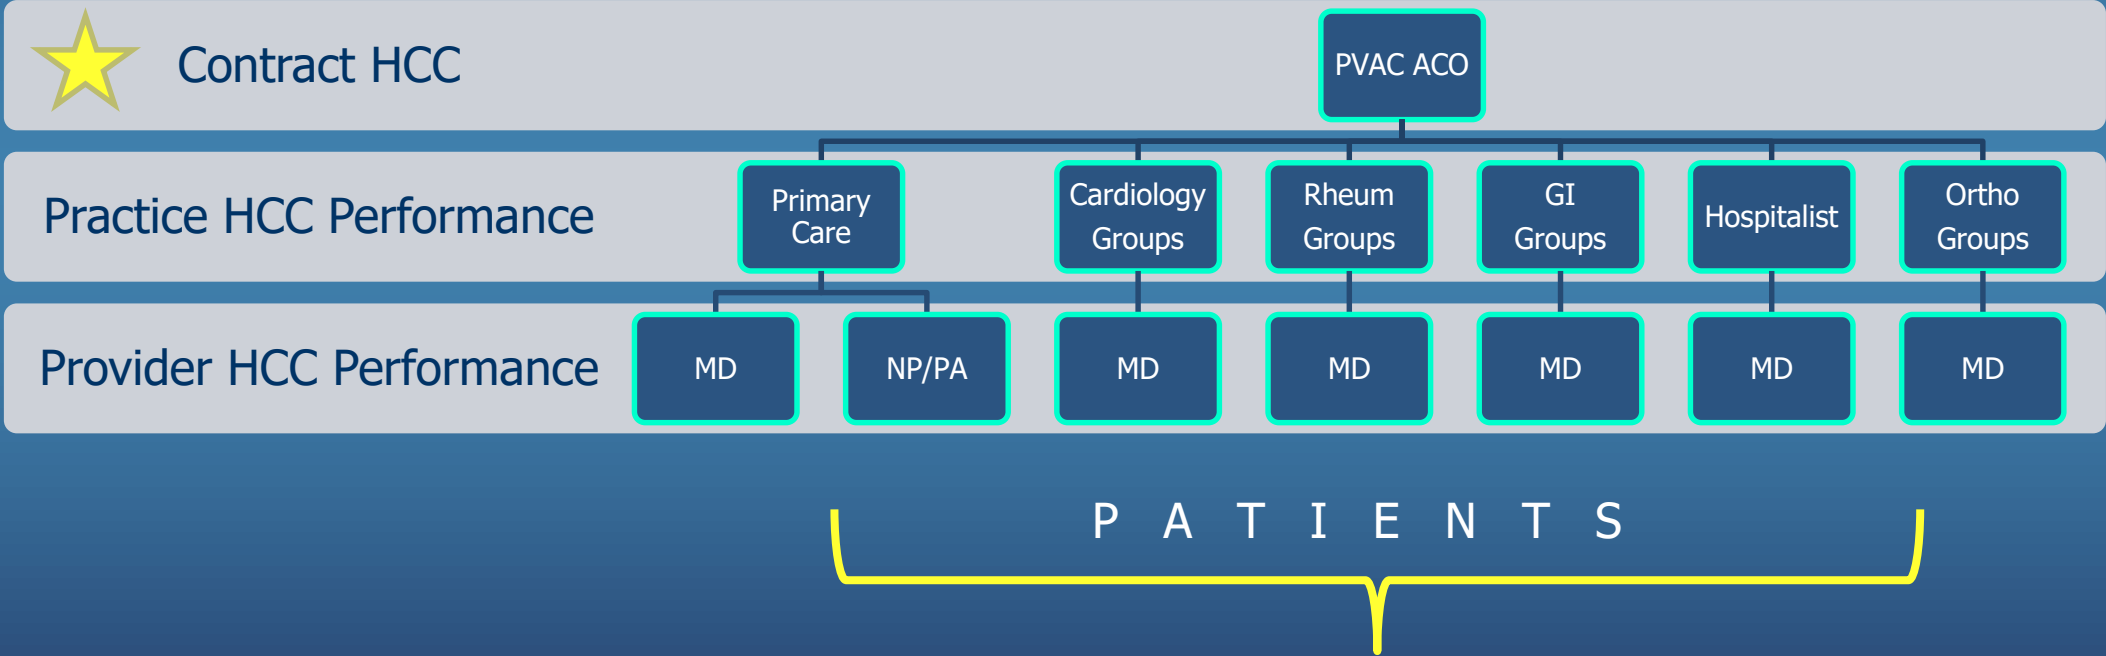 Contract HCC
PVAC ACO
Practice HCC Performance
Primary
Care
Cardiology
Groups
Rheum
Groups
GI
Groups
Hospitalist
Ortho
Groups
Provider HCC Performance
MD
NP/PA
MD
MD
MD
MD
MD
P A T I E N T S